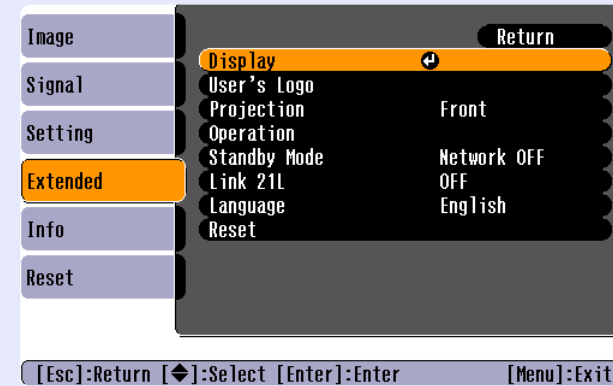 Image
Signal
Setting
Extended
Info
Reset
Return
Display
User's Logo
Projection Front
Operation
Standby Mode Network OFF
Link 21L OFF
Language English
Reset
[Esc]:Return [◆]:Select [Enter]:Enter [Menu]:Exit